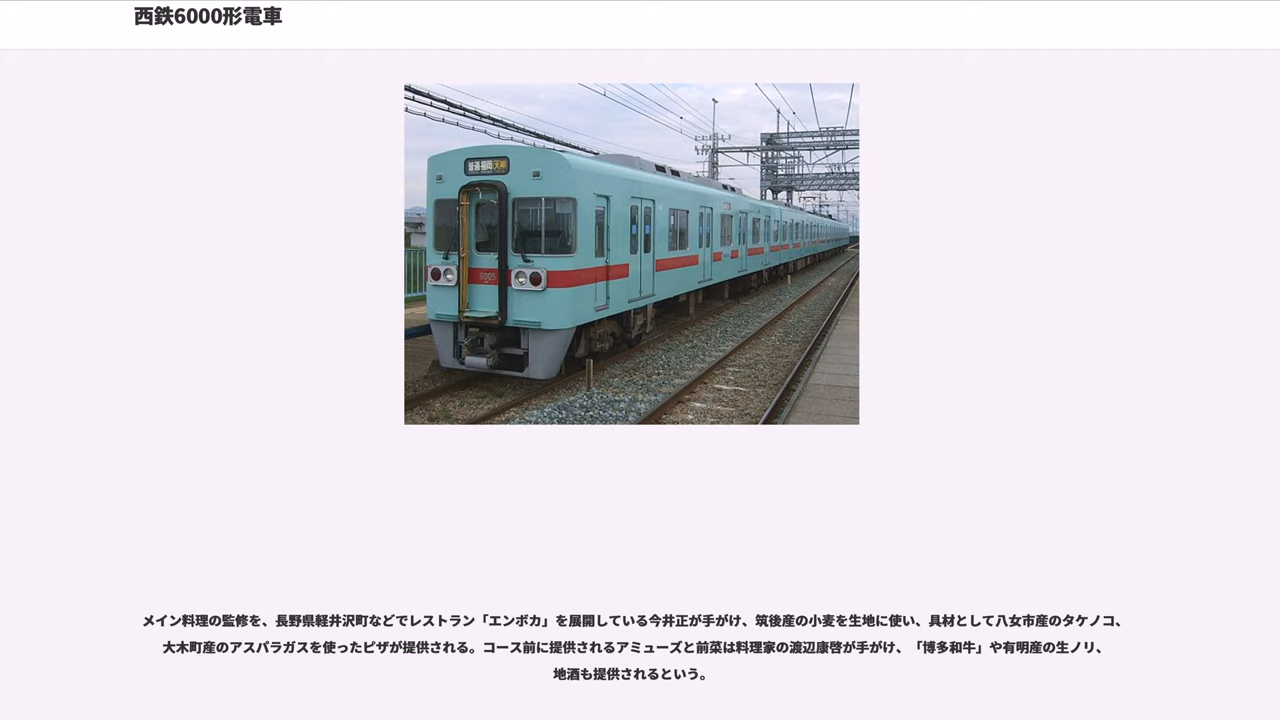 西鉄6000形電車
普通 福岡(天神)
6005
メイン料理の監修を、長野県軽井沢町などでレストラン「エンボカ」を展開している今井正が手がけ、筑後産の小麦を生地に使い、具材として八女市産のタケノコ、
大木町産のアスパラガスを使ったピザが提供される。コース前に提供されるアミューズと前菜は料理家の渡辺康啓が手がけ、「博多和牛」や有明産の生ノリ、
地酒も提供されるという。